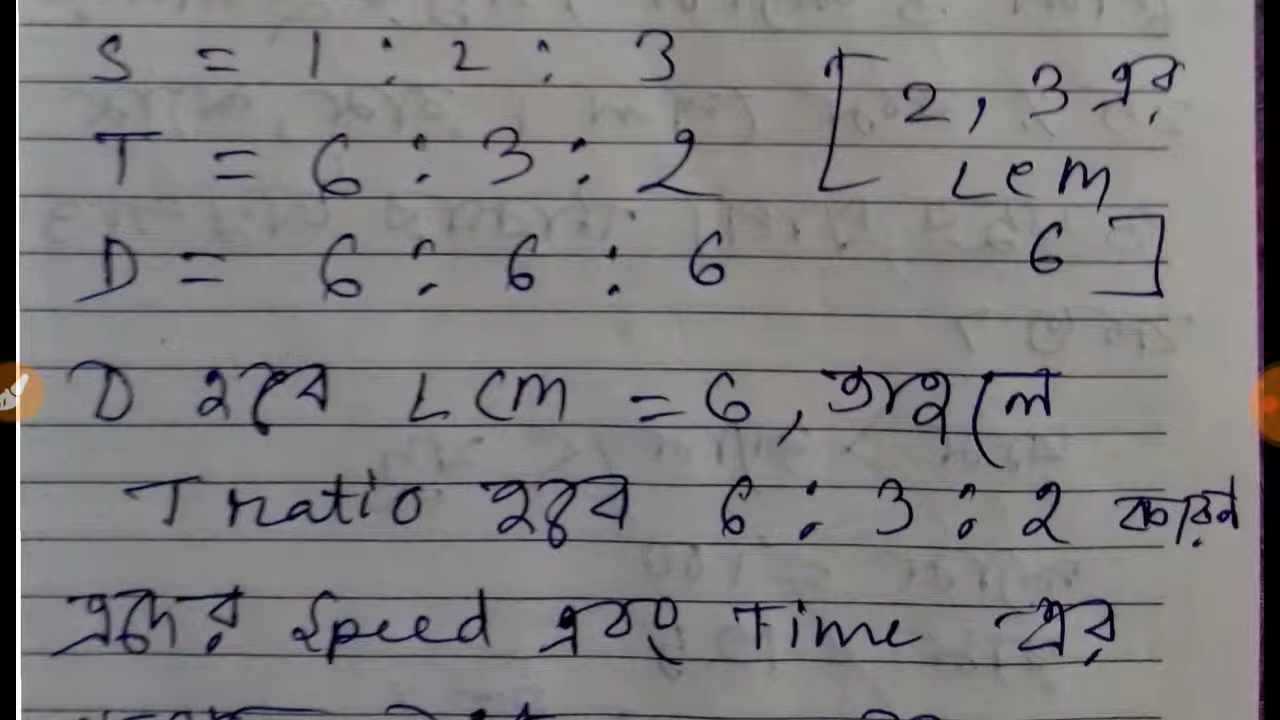 S = 1 : 2 : 3 [ 2, 3 এর
T = 6 : 3 : 2 LCM
D = 6 : 6 : 6 6 ]
D হবে LCM = 6, তাহলে
T ratio হবে 6 : 3 : 2 কারণ
এদের Speed এবং Time এর